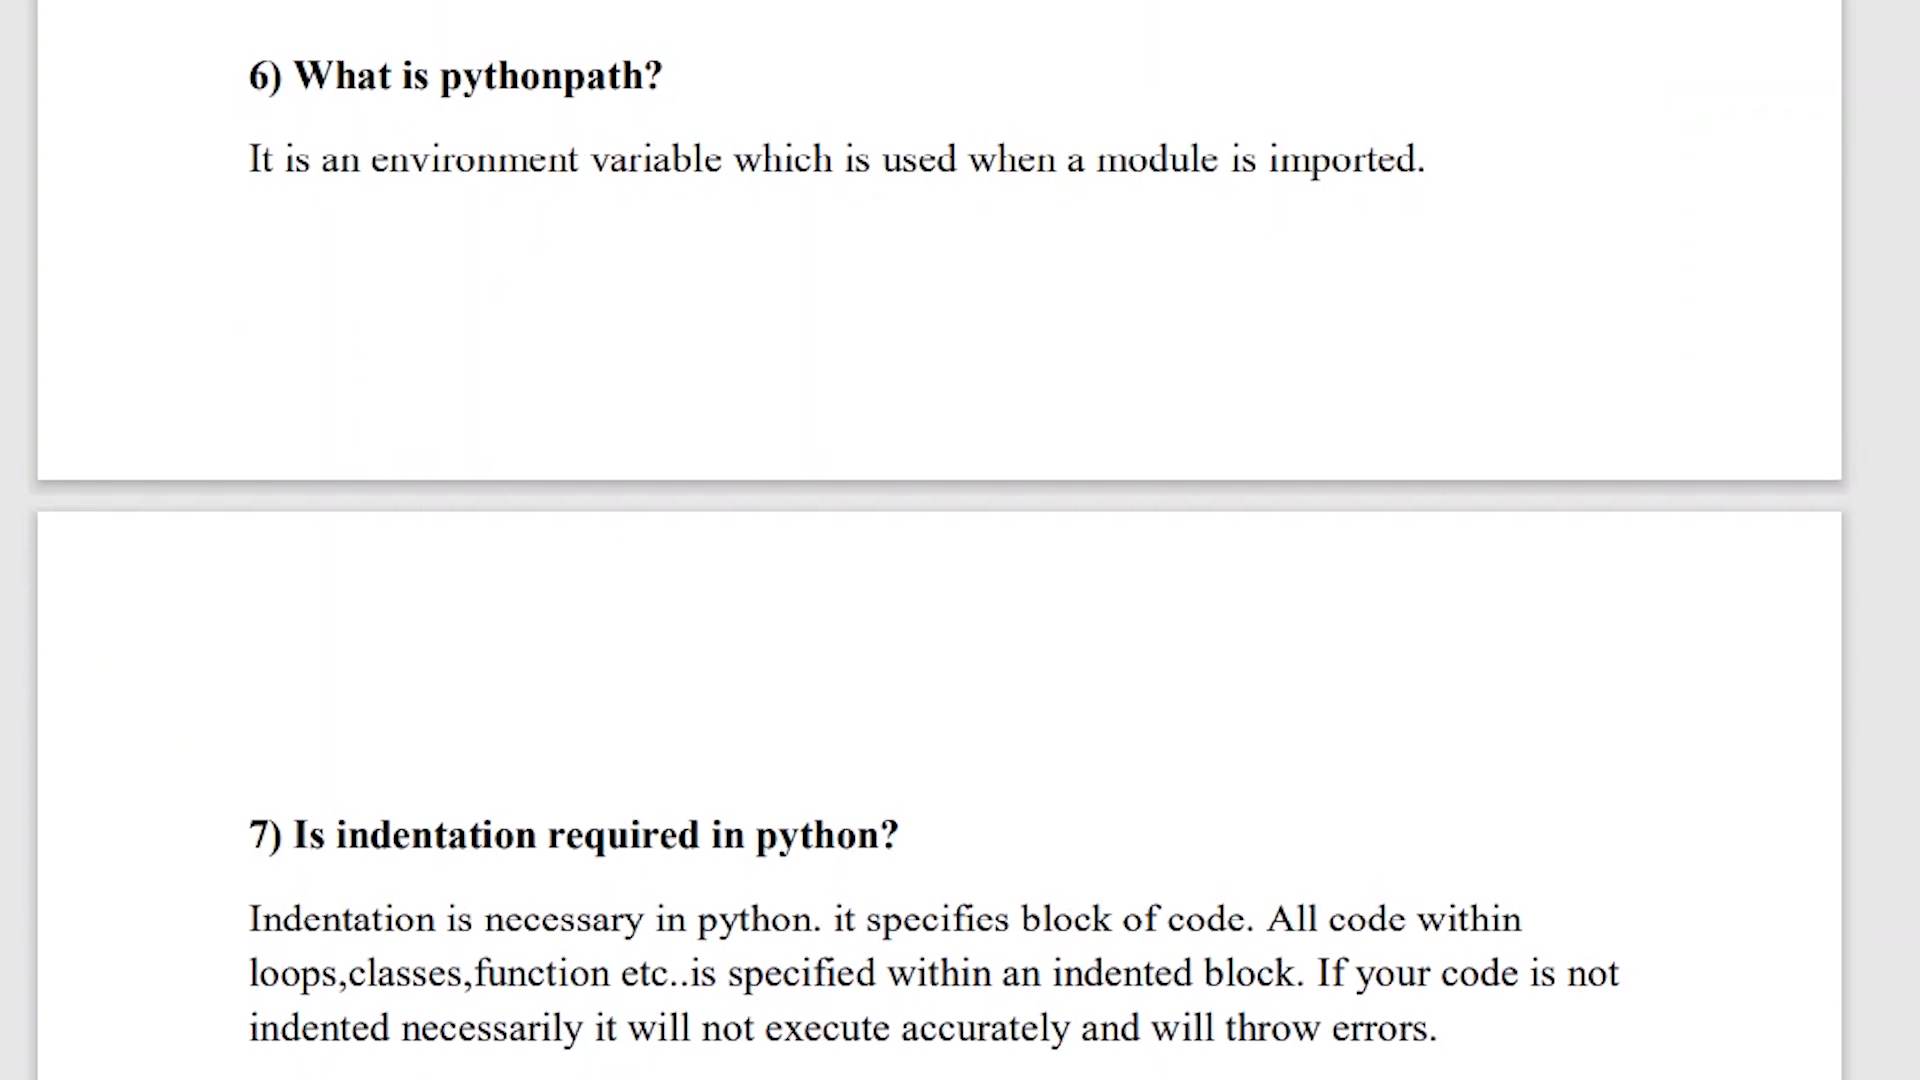 6) What is pythonpath?
It is an environment variable which is used when a module is imported.
7) Is indentation required in python?
Indentation is necessary in python. it specifies block of code. All code within
loops,classes,function etc..is specified within an indented block. If your code is not
indented necessarily it will not execute accurately and will throw errors.